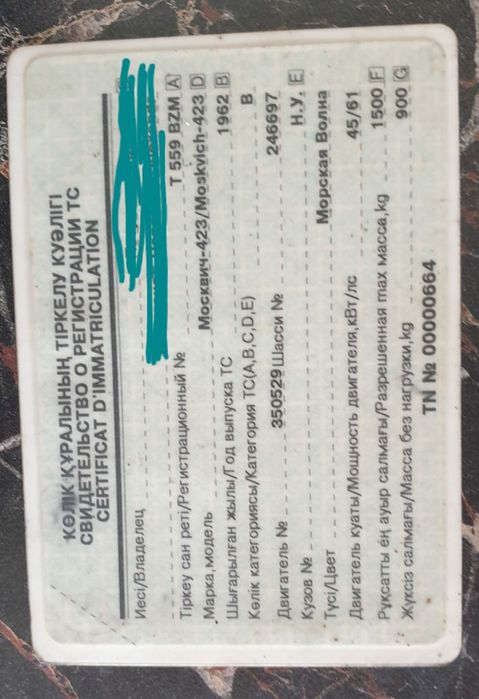 КӨЛІК ҚҰРАЛЫНЫҢ ТІРКЕЛУ КУӘЛІГІ
СВИДЕТЕЛЬСТВО О РЕГИСТРАЦИИ ТС
CERTIFICAT D'IMMATRICULATION
Иесі/Владелец
Тіркеу сан реті/Регистрационный № T 559 BZM A
Марка,модель Москвич-423/Moskvich-423 D
Шығарылған жылы/Год выпуска ТС 1962 B
Көлік категориясы/Категория ТС(A,B,C,D,E) B
Двигатель № 350529 Шасси № 246697
Кузов № Н.У. E
Түсі/Цвет Морская Волна
Двигатель куаты/Мощность двигателя,кВт/лс 45/61
Рұқсатты ең ауыр салмағы/Разрешенная max масса,kg 1500 F
Жүксіз салмағы/Масса без нагрузки,kg 900 G
TN № 00000664